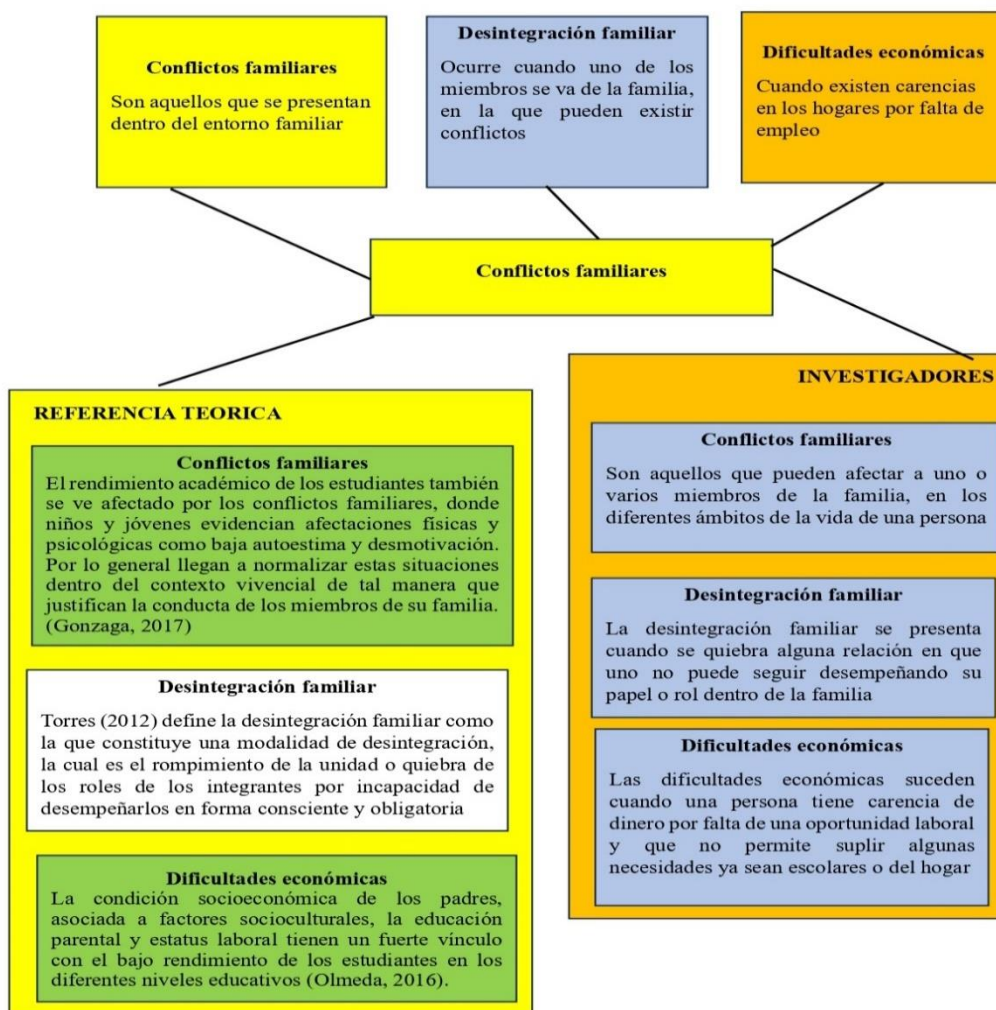 Conflictos familiares
Son aquellos que se presentan
dentro del entorno familiar
Desintegración familiar
Ocurre cuando uno de los
miembros se va de la familia,
en la que pueden existir
conflictos
Dificultades económicas
Cuando existen carencias
en los hogares por falta de
empleo
Conflictos familiares
REFERENCIA TEORICA
Conflictos familiares
El rendimiento académico de los estudiantes también
se ve afectado por los conflictos familiares, donde
niños y jóvenes evidencian afectaciones físicas y
psicológicas como baja autoestima y desmotivación.
Por lo general llegan a normalizar estas situaciones
dentro del contexto vivencial de tal manera que
justifican la conducta de los miembros de su familia.
(Gonzaga, 2017)
Desintegración familiar
Torres (2012) define la desintegración familiar como
la que constituye una modalidad de desintegración,
la cual es el rompimiento de la unidad o quiebra de
los roles de los integrantes por incapacidad de
desempeñarlos en forma consciente y obligatoria
Dificultades económicas
La condición socioeconómica de los padres,
asociada a factores socioculturales, la educación
parental y estatus laboral tienen un fuerte vínculo
con el bajo rendimiento de los estudiantes en los
diferentes niveles educativos (Olmeda, 2016).
INVESTIGADORES
Conflictos familiares
Son aquellos que pueden afectar a uno o
varios miembros de la familia, en los
diferentes ámbitos de la vida de una persona
Desintegración familiar
La desintegración familiar se presenta
cuando se quiebra alguna relación en que
uno no puede seguir desempeñando su
papel o rol dentro de la familia
Dificultades económicas
Las dificultades económicas suceden
cuando una persona tiene carencia de
dinero por falta de una oportunidad laboral
y que no permite suplir algunas
necesidades ya sean escolares o del hogar